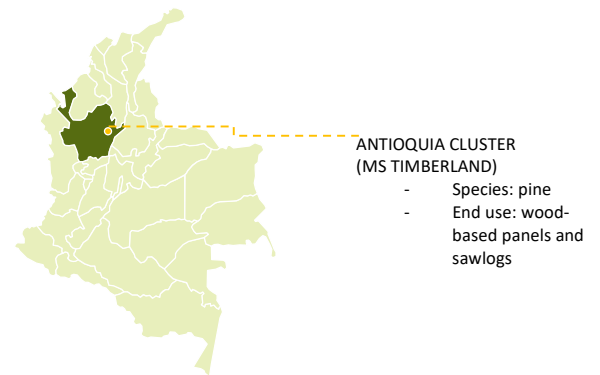 ANTIOQUIA CLUSTER
(MS TIMBERLAND)
- Species: pine
- End use: wood-
based panels and
sawlogs